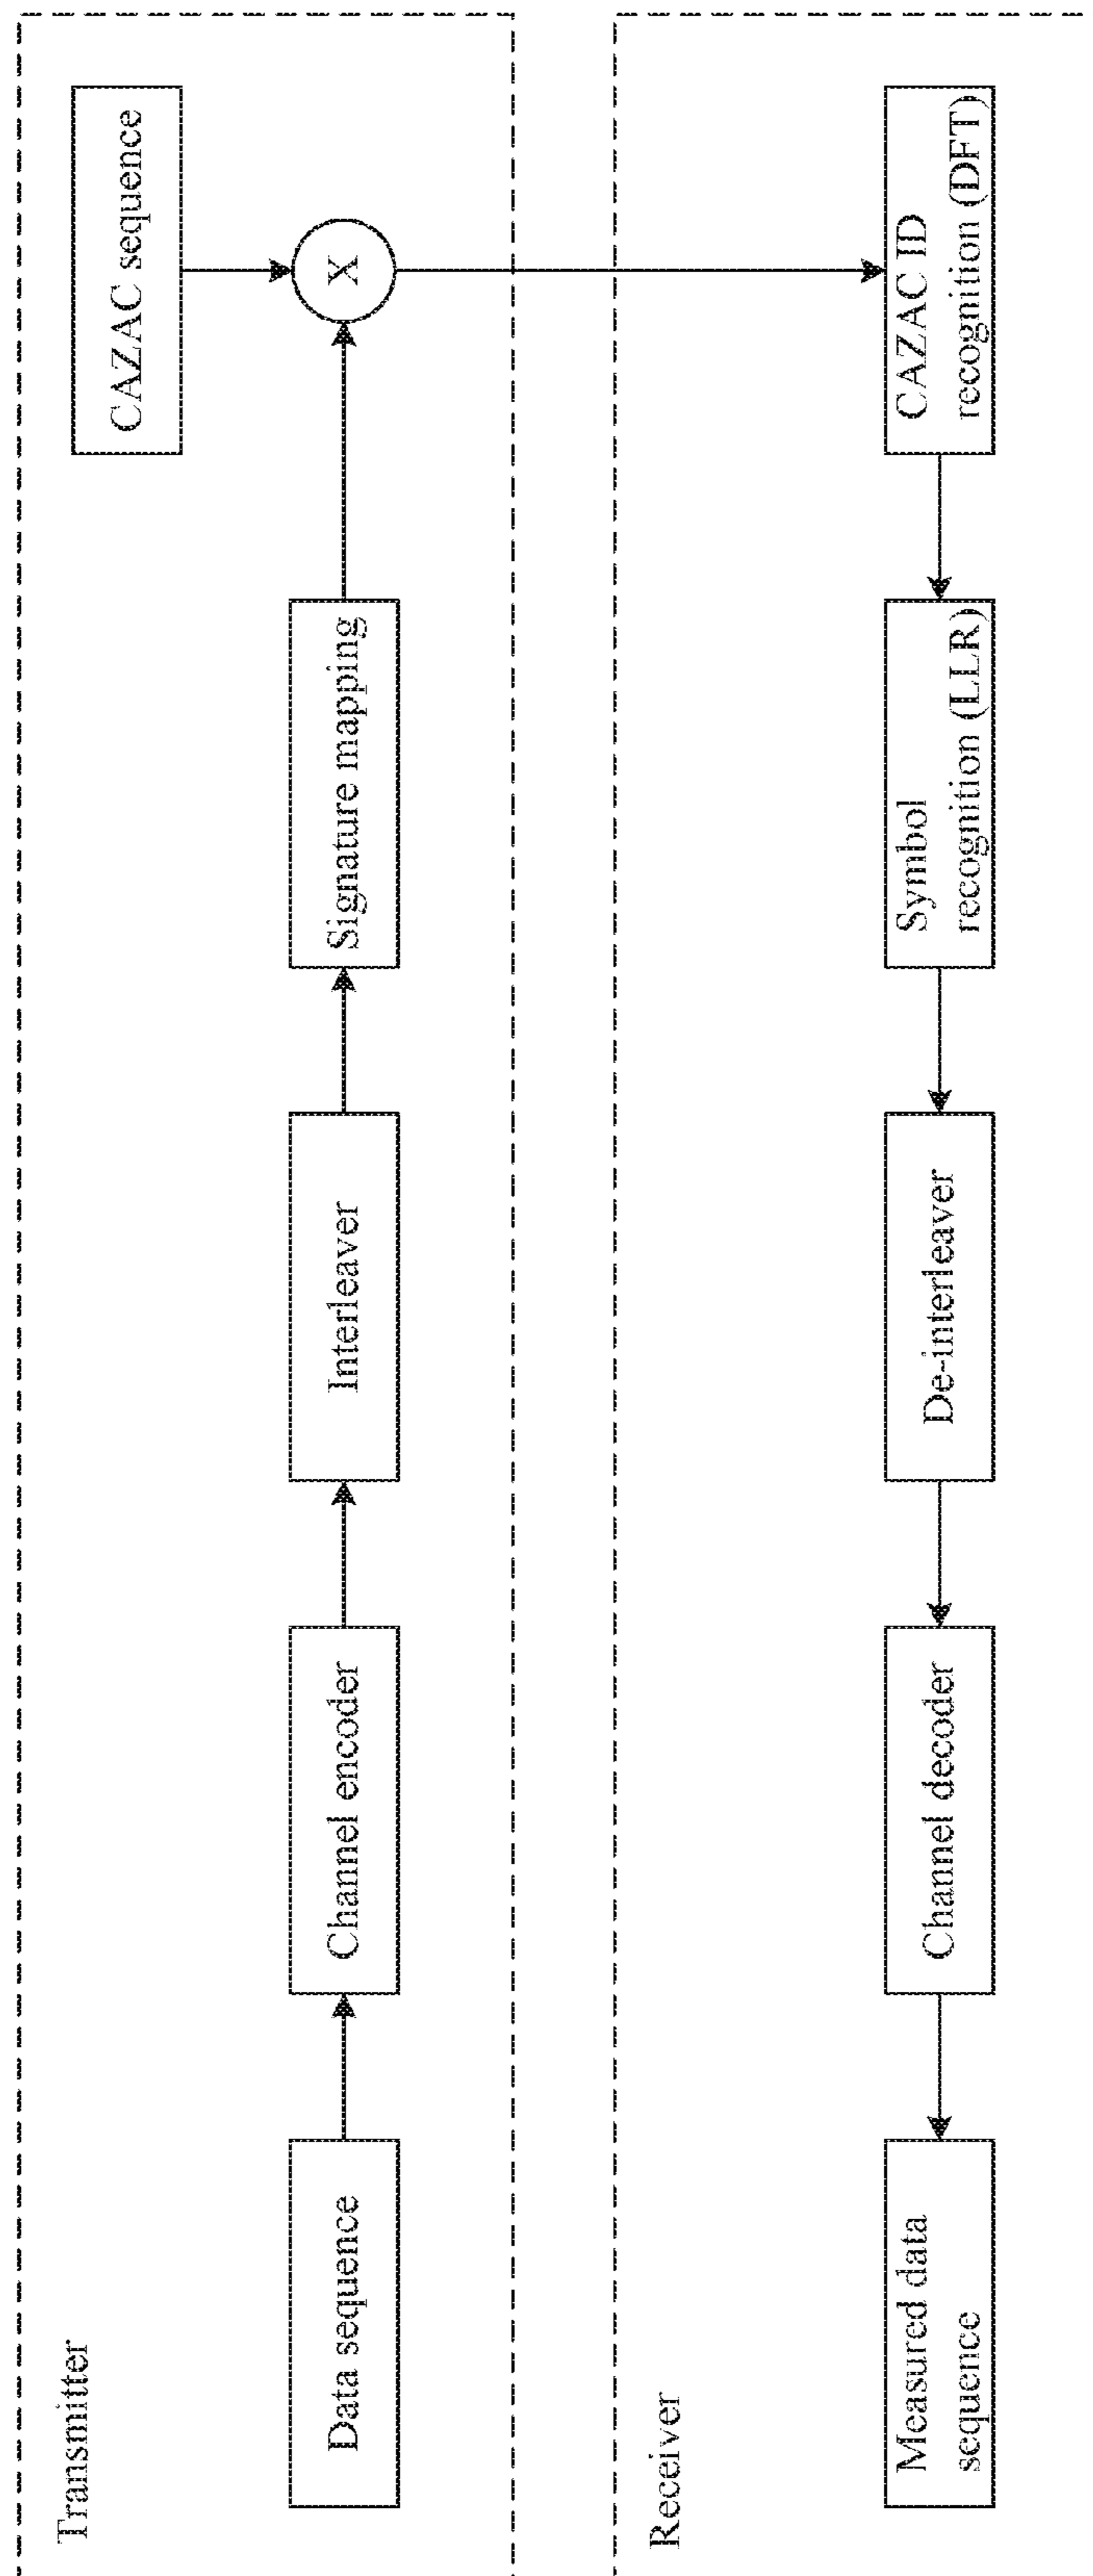 Transmitter
CAZAC sequence
Data sequence
Channel encoder
Interleaver
Signature mapping
X
Receiver
Measured data
sequence
Channel decoder
De-interleaver
Symbol
recognition (LLR)
CAZAC ID
recognition (DFT)